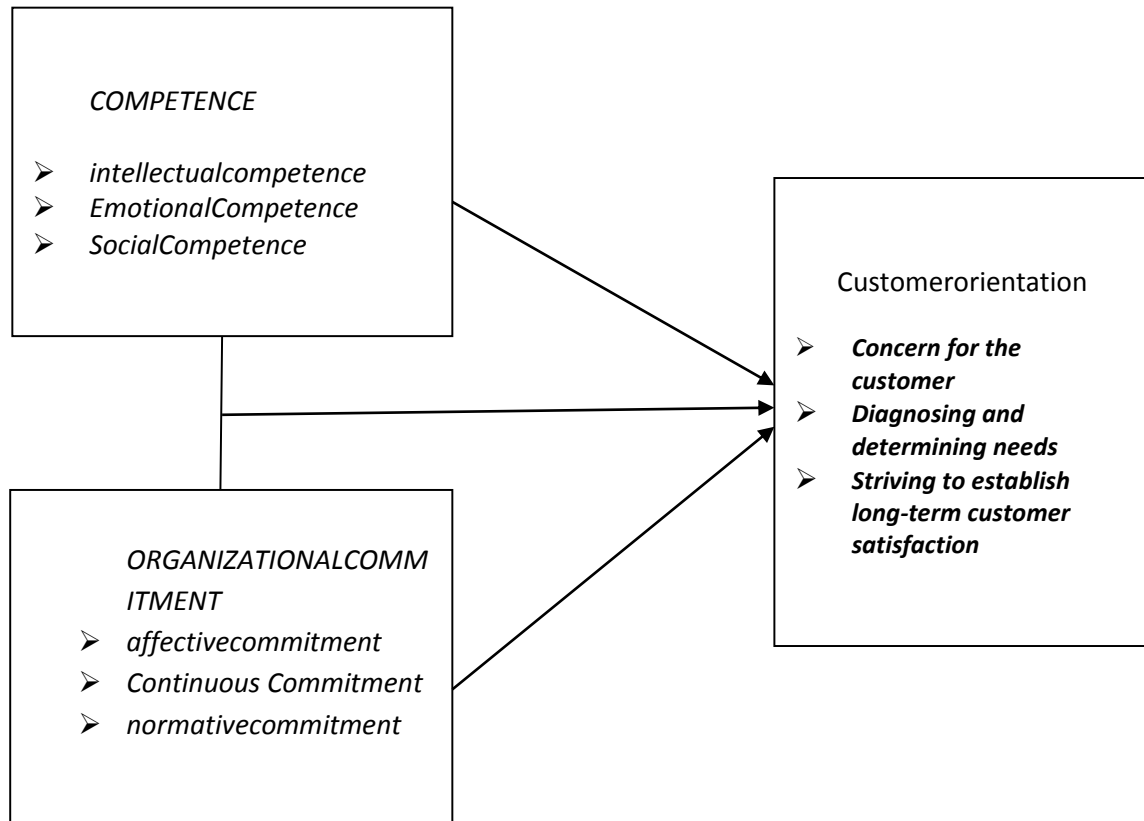 COMPETENCE
➢ intellectualcompetence
➢ EmotionalCompetence
➢ SocialCompetence
Customerorientation
➢ Concern for the
customer
➢ Diagnosing and
determining needs
➢ Striving to establish
long-term customer
satisfaction
ORGANIZATIONALCOMM
ITMENT
➢ affectivecommitment
➢ Continuous Commitment
➢ normativecommitment